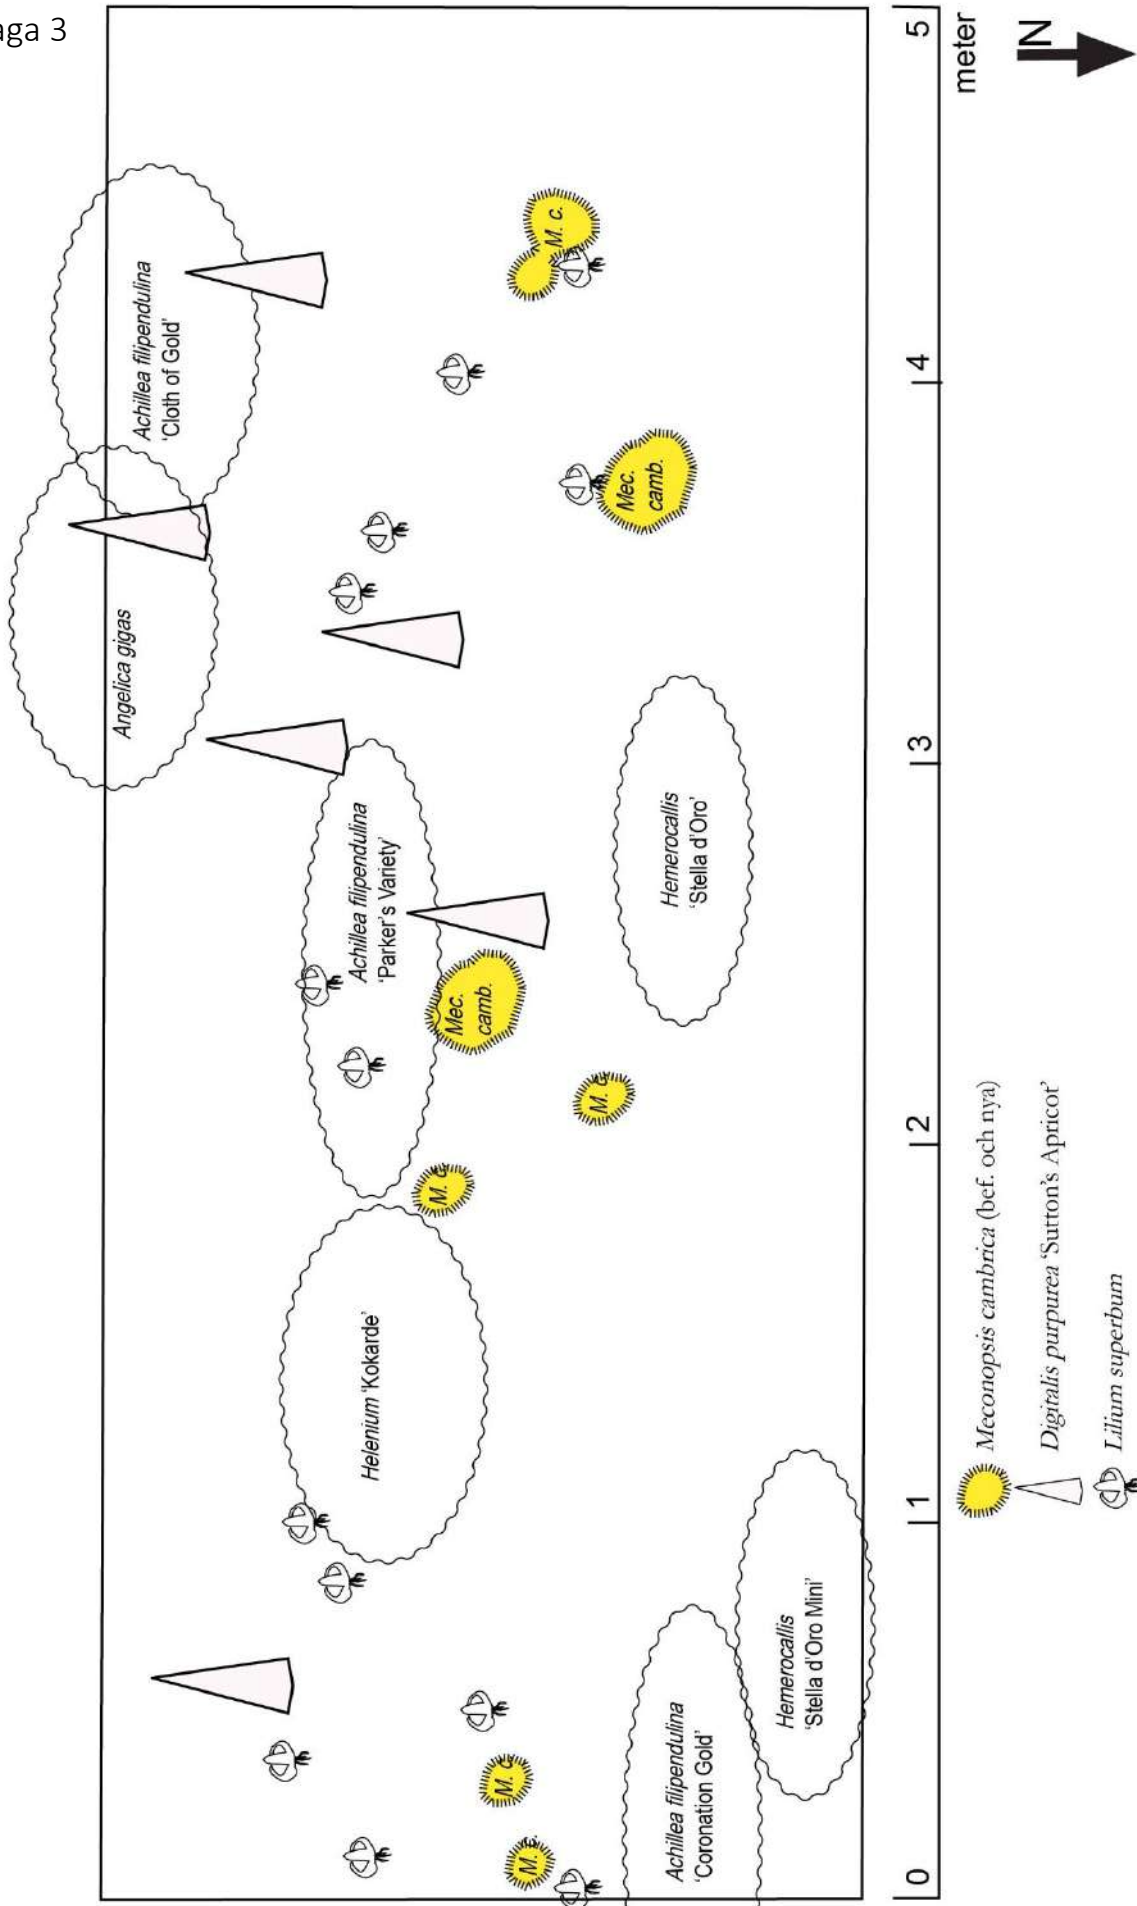 aga 3
Achillea filipendulina
'Cloth of Gold'
Angelica gigas
Achillea filipendulina
'Parker's Variety'
Helenium 'Kokarde'
M. c.
Mec.
camb.
Mec.
camb.
M. c.
M. c.
M. c.
M. c.
Hemerocallis
'Stella d'Oro'
Achillea filipendulina
'Coronation Gold'
Hemerocallis
'Stella d'Oro Mini'
0
1
2
3
4
5
meter
N
Meconopsis cambrica (bef. och nya)
Digitalis purpurea 'Sutton's Apricot'
Lilium superbum